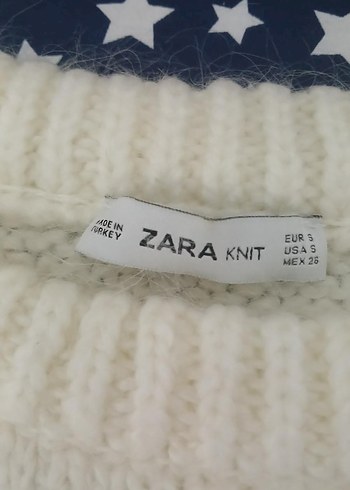 MADE IN
TURKEY
ZARA KNIT
EUR S
USA S
MEX 26